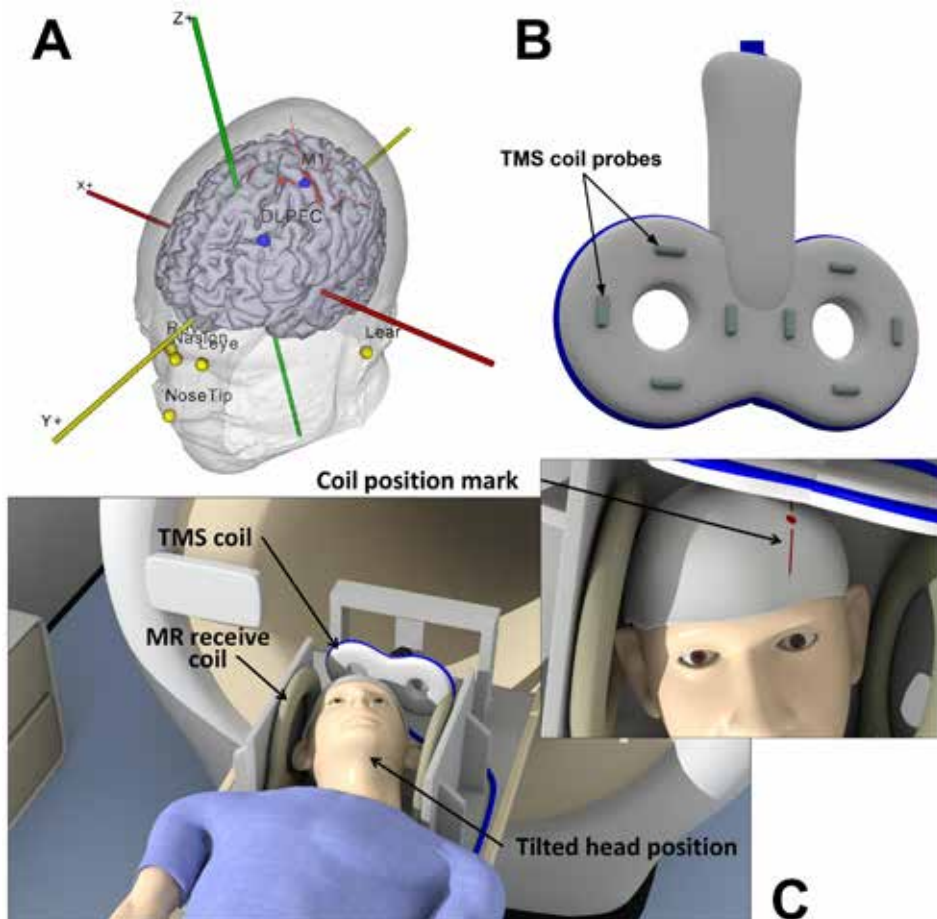 A
Z+
X+
M1
DLPFC
Nasion
Leye
Lear
NoseTip
Y+
B
TMS coil probes
Coil position mark
TMS coil
MR receive
coil
Tilted head position
C